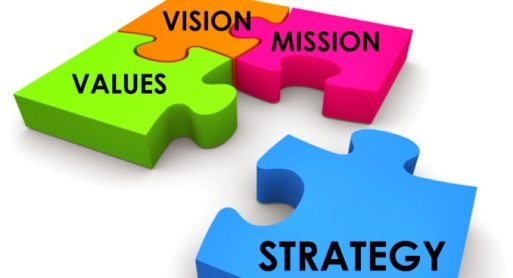 VISION
MISSION
VALUES
STRATEGY